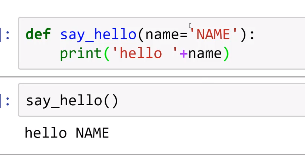 ]: def say_hello(name='NAME'):
print('hello '+name)
]: say_hello()
hello NAME